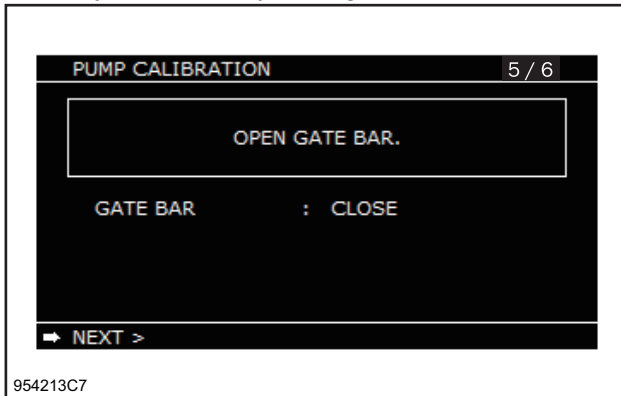 PUMP CALIBRATION 5/6
OPEN GATE BAR.
GATE BAR : CLOSE
➡ NEXT >
954213C7